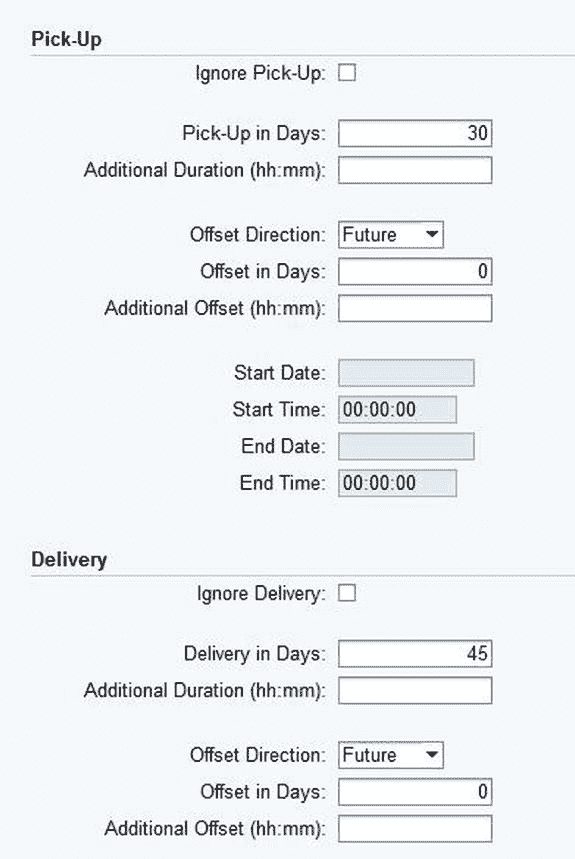 Pick-Up
Ignore Pick-Up:
Pick-Up in Days: 30
Additional Duration (hh:mm):
Offset Direction: Future
Offset in Days: 0
Additional Offset (hh:mm):
Start Date:
Start Time: 00:00:00
End Date:
End Time: 00:00:00
Delivery
Ignore Delivery:
Delivery in Days: 45
Additional Duration (hh:mm):
Offset Direction: Future
Offset in Days: 0
Additional Offset (hh:mm):